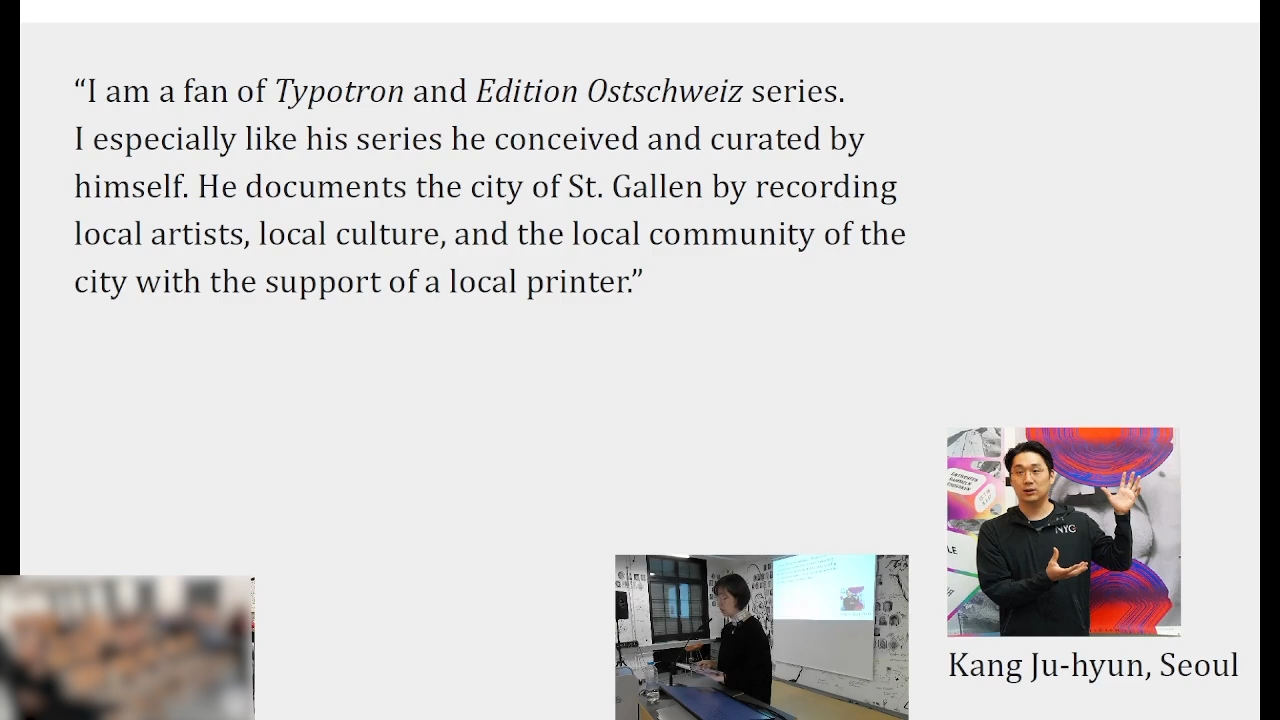 “I am a fan of Typotron and Edition Ostschweiz series.
I especially like his series he conceived and curated by
himself. He documents the city of St. Gallen by recording
local artists, local culture, and the local community of the
city with the support of a local printer.”
NYC
Kang Ju-hyun, Seoul